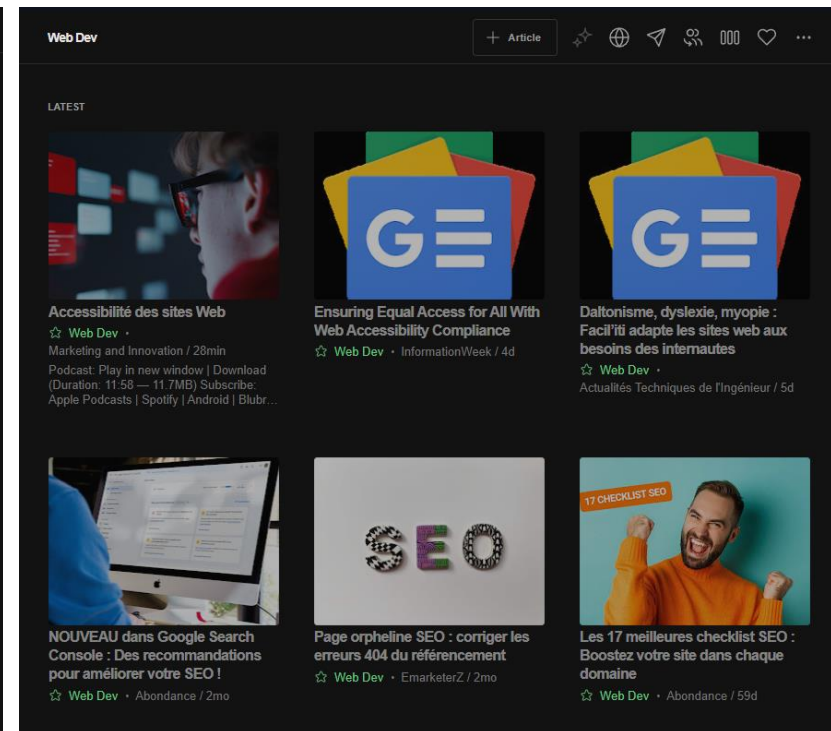 Web Dev
Article
LATEST
Accessibilité des sites Web
Web Dev •
Marketing and Innovation / 28min
Podcast: Play in new window | Download
(Duration: 11:58 — 11.7MB) Subscribe:
Apple Podcasts | Spotify | Android | Blubr...
GE
Ensuring Equal Access for All With
Web Accessibility Compliance
Web Dev • InformationWeek / 4d
GE
Daltonisme, dyslexie, myopie :
Facil'iti adapte les sites web aux
besoins des internautes
Web Dev •
Actualités Techniques de l'Ingénieur / 5d
NOUVEAU dans Google Search
Console : Des recommandations
pour améliorer votre SEO !
Web Dev • Abondance / 2mo
SEO
Page orpheline SEO : corriger les
erreurs 404 du référencement
Web Dev • EmarketerZ / 2mo
17 CHECKLIST SEO
Les 17 meilleures checklist SEO :
Boostez votre site dans chaque
domaine
Web Dev • Abondance / 59d